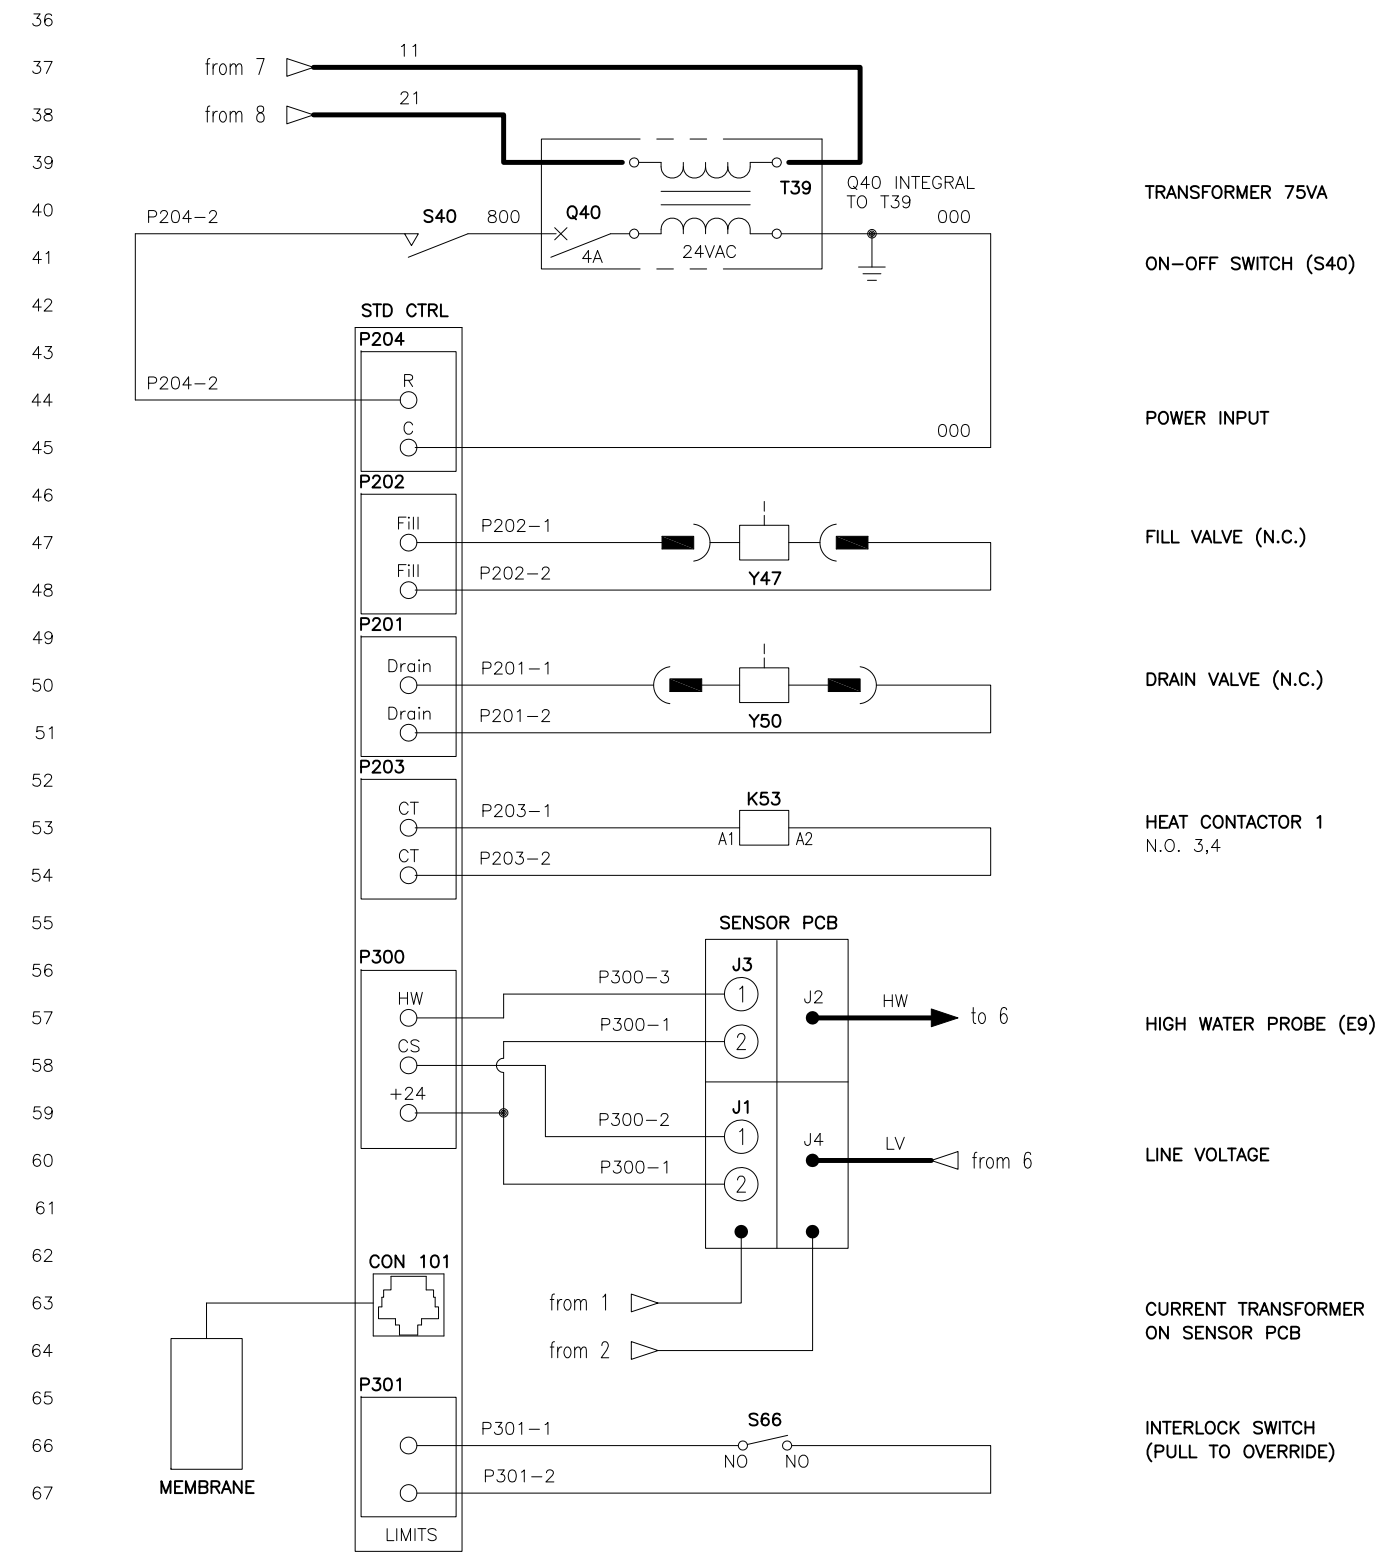 36
37
from 7
11
38
from 8
21
39
T39
Q40 INTEGRAL
TO T39
TRANSFORMER 75VA
40
P204-2
S40
800
Q40
000
41
4A
24VAC
ON-OFF SWITCH (S40)
42
STD CTRL
43
P204
44
P204-2
R
POWER INPUT
45
C
000
46
P202
47
Fill
P202-1
FILL VALVE (N.C.)
48
Fill
P202-2
Y47
49
P201
50
Drain
P201-1
DRAIN VALVE (N.C.)
51
Drain
P201-2
Y50
52
P203
K53
53
CT
P203-1
A1
A2
HEAT CONTACTOR 1
N.O. 3,4
54
CT
P203-2
55
SENSOR PCB
56
P300
P300-3
J3
1
57
HW
P300-1
2
J2
HW
to 6
HIGH WATER PROBE (E9)
58
CS
59
+24
P300-2
J1
1
60
P300-1
2
J4
LV
from 6
LINE VOLTAGE
61
62
CON 101
63
from 1
CURRENT TRANSFORMER
ON SENSOR PCB
64
from 2
65
P301
66
P301-1
S66
NO
NO
INTERLOCK SWITCH
(PULL TO OVERRIDE)
67
P301-2
MEMBRANE
LIMITS